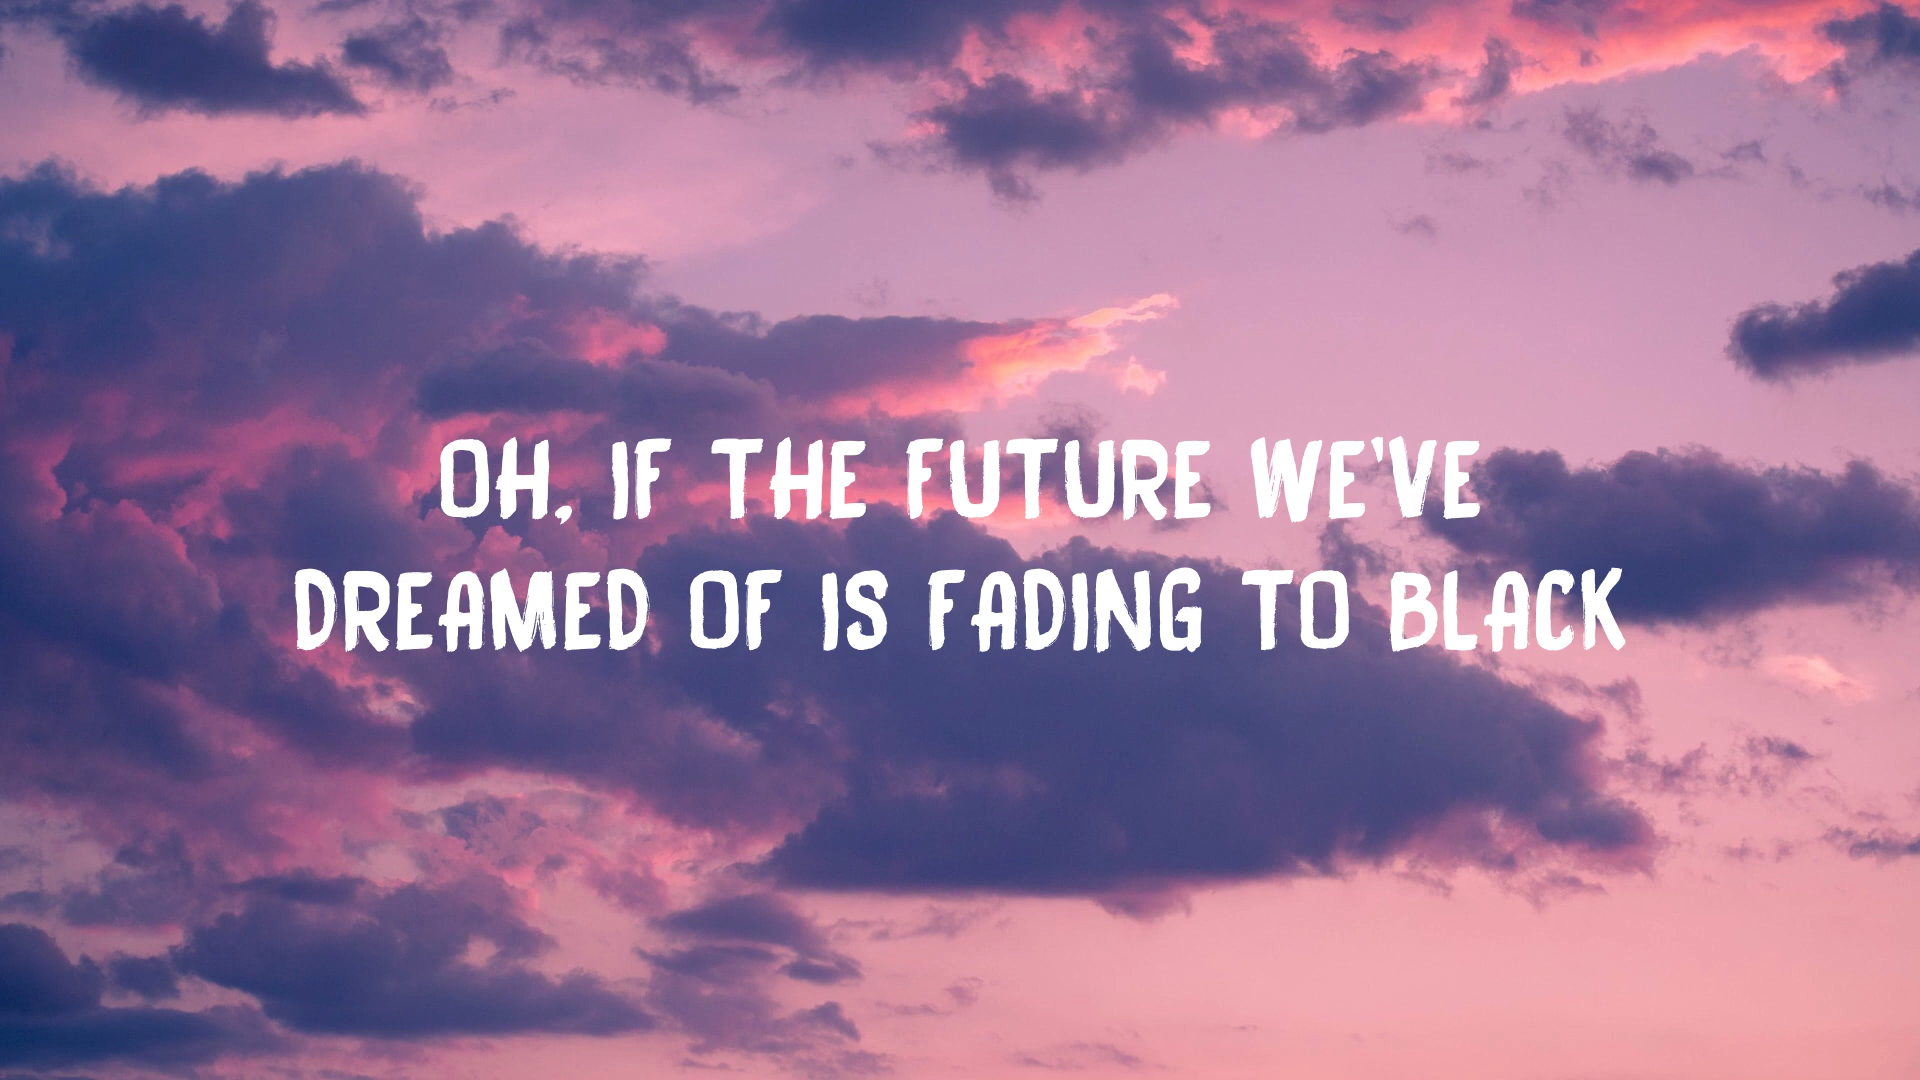 OH, IF THE FUTURE WE'VE
DREAMED OF IS FADING TO BLACK